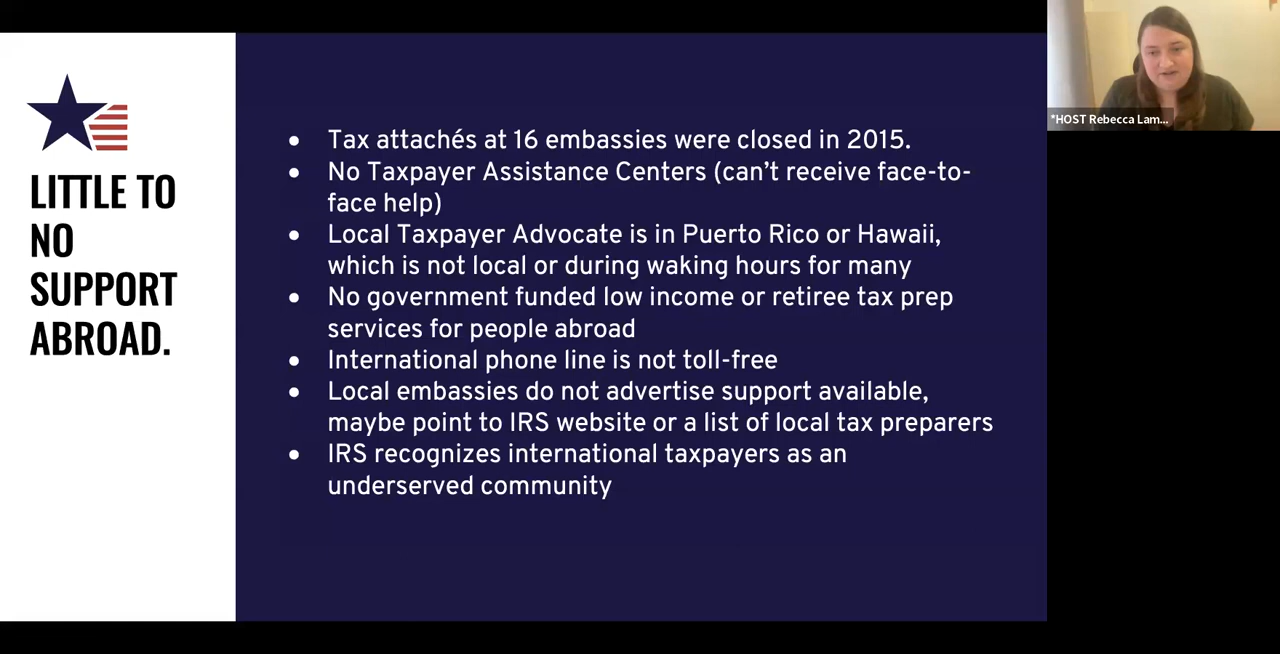 LITTLE TO
NO
SUPPORT
ABROAD.
● Tax attachés at 16 embassies were closed in 2015.
● No Taxpayer Assistance Centers (can’t receive face-to-
face help)
● Local Taxpayer Advocate is in Puerto Rico or Hawaii,
which is not local or during waking hours for many
● No government funded low income or retiree tax prep
services for people abroad
● International phone line is not toll-free
● Local embassies do not advertise support available,
maybe point to IRS website or a list of local tax preparers
● IRS recognizes international taxpayers as an
underserved community
*HOST Rebecca Lam...